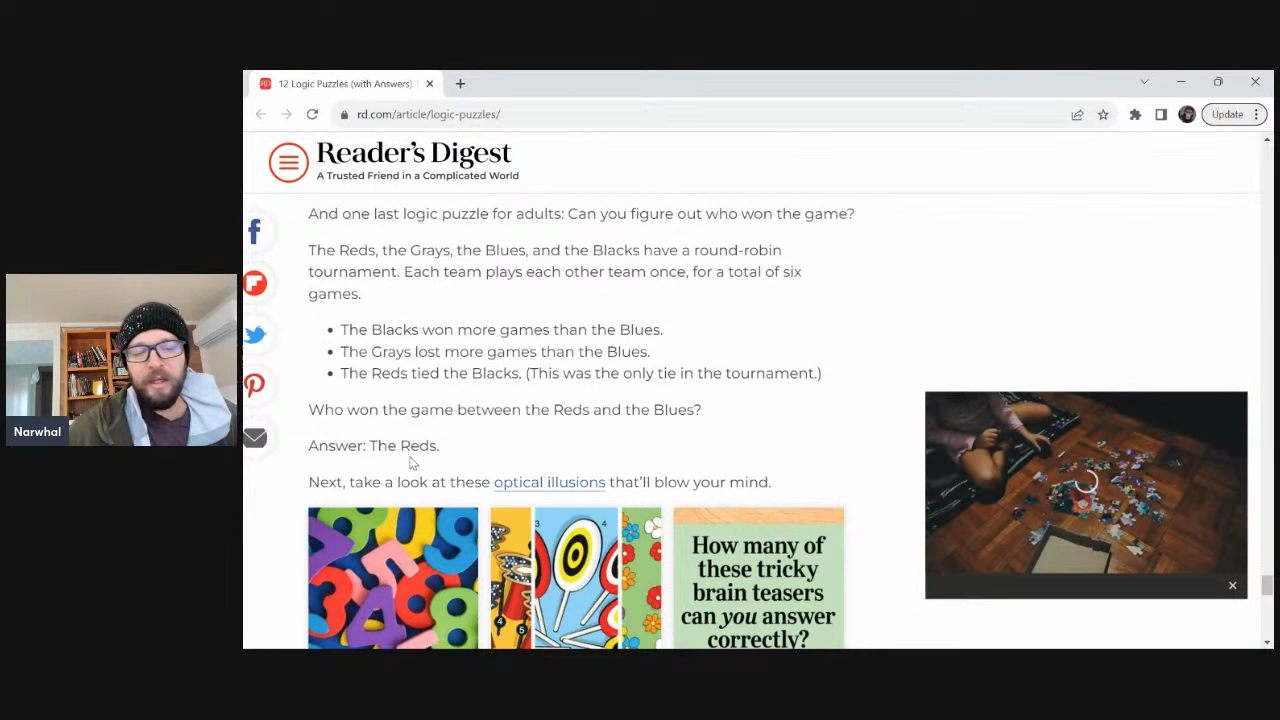 12 Logic Puzzles (with Answers)
rd.com/article/logic-puzzles/
Update
Reader's Digest
A Trusted Friend in a Complicated World
And one last logic puzzle for adults: Can you figure out who won the game?
The Reds, the Grays, the Blues, and the Blacks have a round-robin
tournament. Each team plays each other team once, for a total of six
games.
• The Blacks won more games than the Blues.
• The Grays lost more games than the Blues.
• The Reds tied the Blacks. (This was the only tie in the tournament.)
Who won the game between the Reds and the Blues?
Answer: The Reds.
Next, take a look at these optical illusions that'll blow your mind.
Narwhal
3 4
4 5
How many of
these tricky
brain teasers
can you answer
correctly?